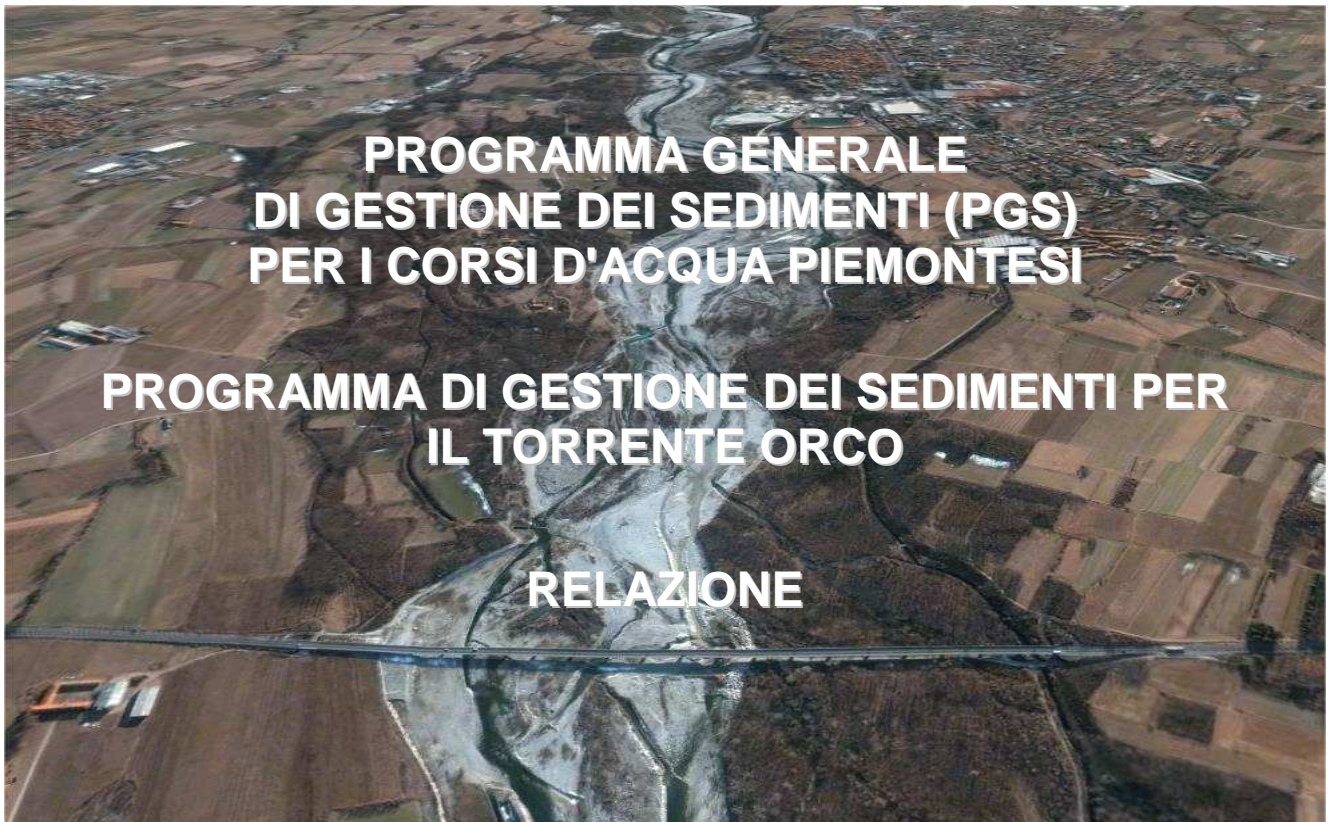 PROGRAMMA GENERALE
DI GESTIONE DEI SEDIMENTI (PGS)
PER I CORSI D'ACQUA PIEMONTESI
PROGRAMMA DI GESTIONE DEI SEDIMENTI PER
IL TORRENTE ORCO
RELAZIONE